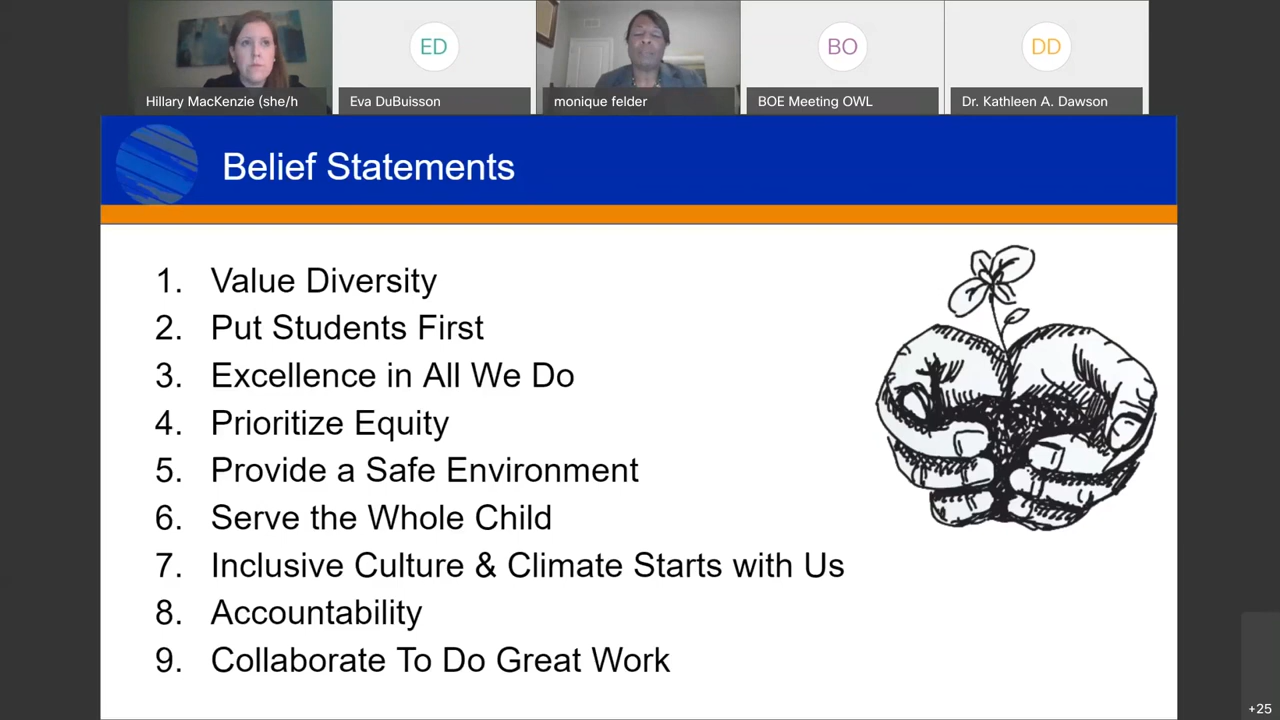 ED
BO
DD
Hillary MacKenzie (she/h
Eva DuBuisson
monique felder
BOE Meeting OWL
Dr. Kathleen A. Dawson
Belief Statements
1. Value Diversity
2. Put Students First
3. Excellence in All We Do
4. Prioritize Equity
5. Provide a Safe Environment
6. Serve the Whole Child
7. Inclusive Culture & Climate Starts with Us
8. Accountability
9. Collaborate To Do Great Work
+25